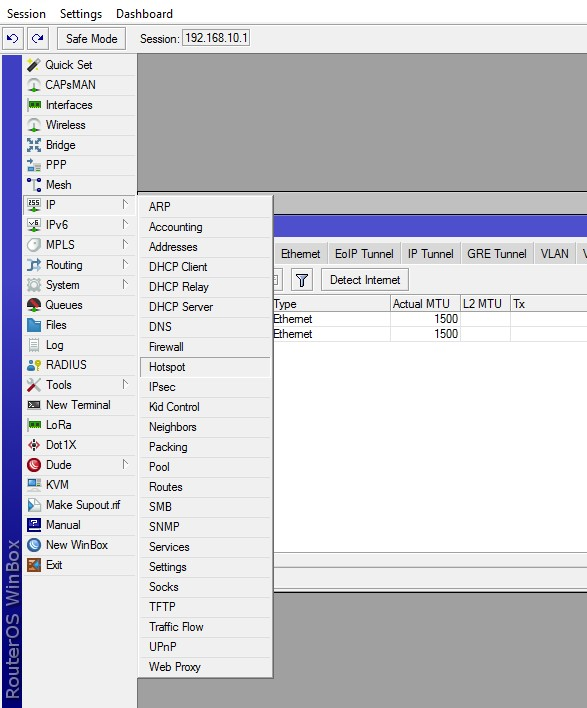 Session Settings Dashboard
Safe Mode Session: 192.168.10.1
Quick Set
CAPsMAN
Interfaces
Wireless
Bridge
PPP
Mesh
IP
IPv6
MPLS
Routing
System
Queues
Files
Log
RADIUS
Tools
New Terminal
LoRa
Dot1X
Dude
KVM
Make Supout.rif
Manual
New WinBox
Exit
RouterOS WinBox
ARP
Accounting
Addresses
DHCP Client
DHCP Relay
DHCP Server
DNS
Firewall
Hotspot
IPsec
Kid Control
Neighbors
Packing
Pool
Routes
SMB
SNMP
Services
Settings
Socks
TFTP
Traffic Flow
UPnP
Web Proxy
Ethernet EoIP Tunnel IP Tunnel GRE Tunnel VLAN
Detect Internet
Type Actual MTU L2 MTU Tx
Ethernet 1500
Ethernet 1500